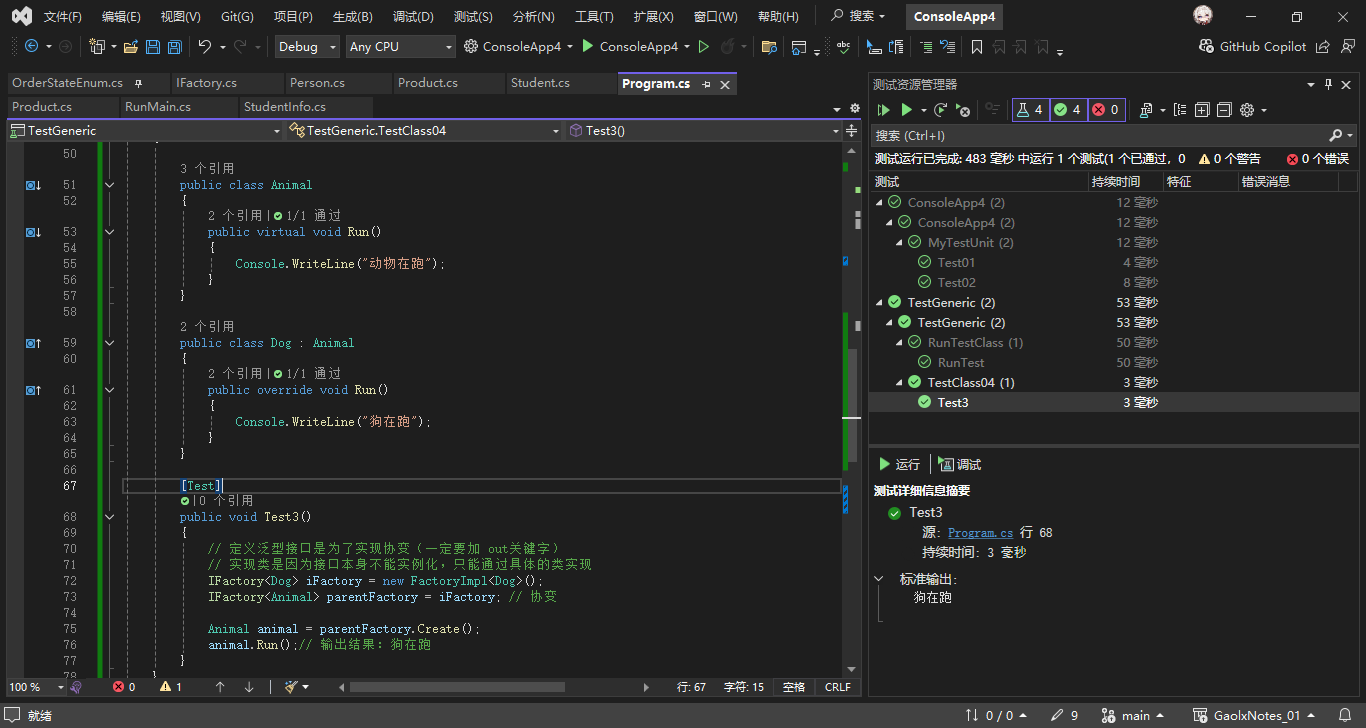 文件(F) 编辑(E) 视图(V) Git(G) 项目(P) 生成(B) 调试(D) 测试(S) 分析(N) 工具(T) 扩展(X) 窗口(W) 帮助(H) 搜索 ConsoleApp4
Debug Any CPU ConsoleApp4 ConsoleApp4 GitHub Copilot
OrderStateEnum.cs IFactory.cs Person.cs Product.cs Student.cs Program.cs
Product.cs RunMain.cs StudentInfo.cs
TestGeneric TestGeneric.TestClass04 Test3()
50
3 个引用
51 public class Animal
52 {
2 个引用 | 1/1 通过
53 public virtual void Run()
54 {
55 Console.WriteLine("动物在跑");
56 }
57 }
58
2 个引用
59 public class Dog : Animal
60 {
2 个引用 | 1/1 通过
61 public override void Run()
62 {
63 Console.WriteLine("狗在跑");
64 }
65 }
66
67 [Test]
| 0 个引用
68 public void Test3()
69 {
70 // 定义泛型接口是为了实现协变（一定要加 out关键字）
71 // 实现类是因为接口本身不能实例化，只能通过具体的类实现
72 IFactory<Dog> iFactory = new FactoryImpl<Dog>();
73 IFactory<Animal> parentFactory = iFactory; // 协变
74
75 Animal animal = parentFactory.Create();
76 animal.Run();// 输出结果：狗在跑
77 }
78 }
100 % 0 1 行: 67 字符: 15 空格 CRLF
测试资源管理器
4 4 0
搜索 (Ctrl+I)
测试运行已完成: 483 毫秒 中运行 1 个测试(1 个已通过，0 0 个警告 0 个错误
测试 持续时间 特征 错误消息
ConsoleApp4 (2) 12 毫秒
ConsoleApp4 (2) 12 毫秒
MyTestUnit (2) 12 毫秒
Test01 4 毫秒
Test02 8 毫秒
TestGeneric (2) 53 毫秒
TestGeneric (2) 53 毫秒
RunTestClass (1) 50 毫秒
RunTest 50 毫秒
TestClass04 (1) 3 毫秒
Test3 3 毫秒
运行 调试
测试详细信息摘要
Test3
源: Program.cs 行 68
持续时间: 3 毫秒
标准输出:
狗在跑
就绪 0 / 0 9 main GaolxNotes_01